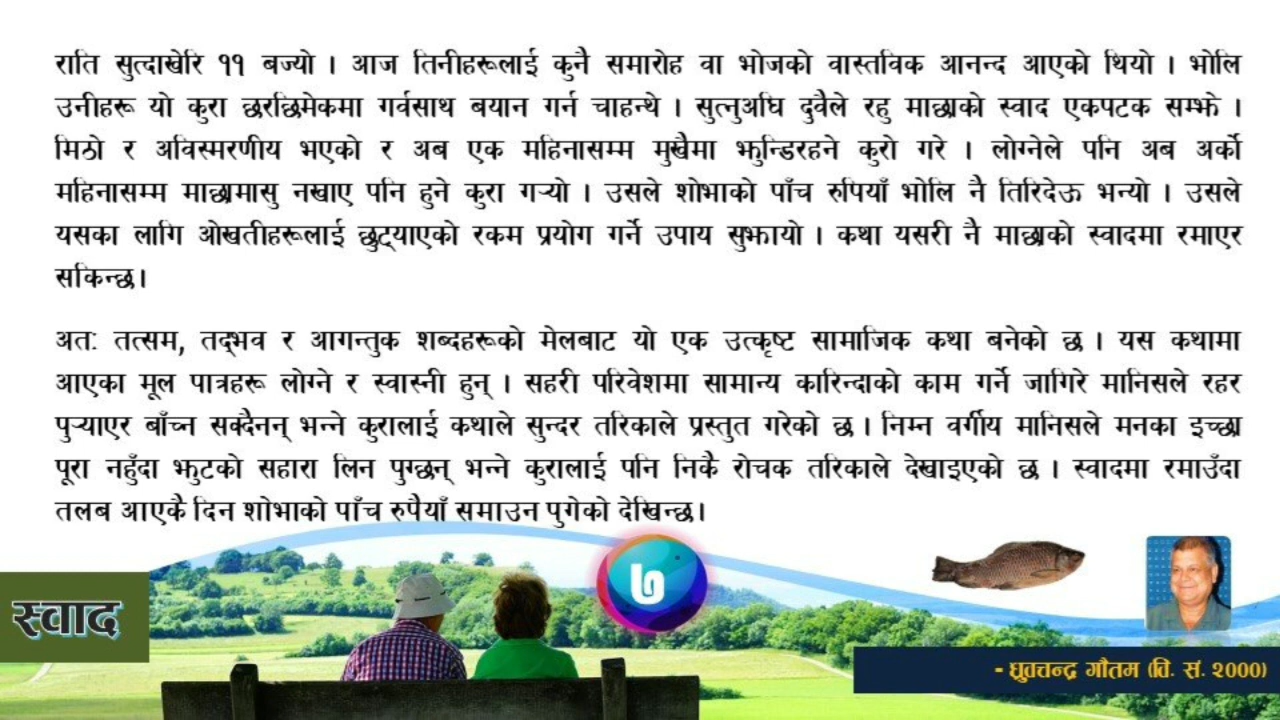 राति सुत्दाखेरि ११ बज्यो । आज तिनीहरूलाई कुनै समारोह वा भोजको वास्तविक आनन्द आएको थियो । भोलि
उनीहरू यो कुरा छरछिमेकमा गर्वसाथ बयान गर्न चाहन्थे । सुत्नुअघि दुवैले रहु माछाको स्वाद एकपटक सम्झे ।
मिठो र अविस्मरणीय भएको र अब एक महिनासम्म मुखैमा झुन्डिरहने कुरो गरे । लोग्नेले पनि अब अर्को
महिनासम्म माछामासु नखाए पनि हुने कुरा गऱ्यो । उसले शोभाको पाँच रुपियाँ भोलि नै तिरिदेऊ भन्यो । उसले
यसका लागि ओखतीहरूलाई छुट्याएको रकम प्रयोग गर्ने उपाय सुझायो । कथा यसरी नै माछाको स्वादमा रमाएर
सकिन्छ।
अतः तत्सम, तद्भव र आगन्तुक शब्दहरूको मेलबाट यो एक उत्कृष्ट सामाजिक कथा बनेको छ । यस कथामा
आएका मूल पात्रहरू लोग्ने र स्वास्नी हुन् । सहरी परिवेशमा सामान्य कारिन्दाको काम गर्ने जागिरे मानिसले रहर
पुऱ्याएर बाँच्न सक्दैनन् भन्ने कुरालाई कथाले सुन्दर तरिकाले प्रस्तुत गरेको छ । निम्न वर्गीय मानिसले मनका इच्छा
पूरा नहुँदा झुटको सहारा लिन पुग्छन् भन्ने कुरालाई पनि निकै रोचक तरिकाले देखाइएको छ । स्वादमा रमाउँदा
तलब आएकै दिन शोभाको पाँच रुपैयाँ समाउन पुगेको देखिन्छ।
७
स्वाद
- ध्रुवचन्द्र गौतम (वि. सं. २०००)